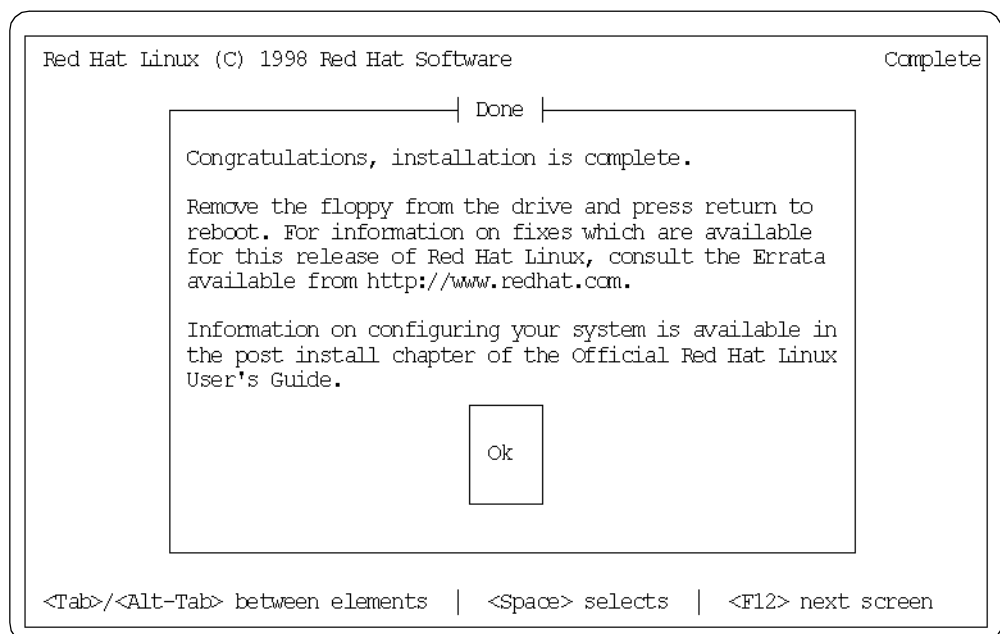 Red Hat Linux (C) 1998 Red Hat Software Complete
Done
Congratulations, installation is complete.
Remove the floppy from the drive and press return to
reboot. For information on fixes which are available
for this release of Red Hat Linux, consult the Errata
available from http://www.redhat.com.
Information on configuring your system is available in
the post install chapter of the Official Red Hat Linux
User's Guide.
Ok
<Tab>/<Alt-Tab> between elements | <Space> selects | <F12> next screen